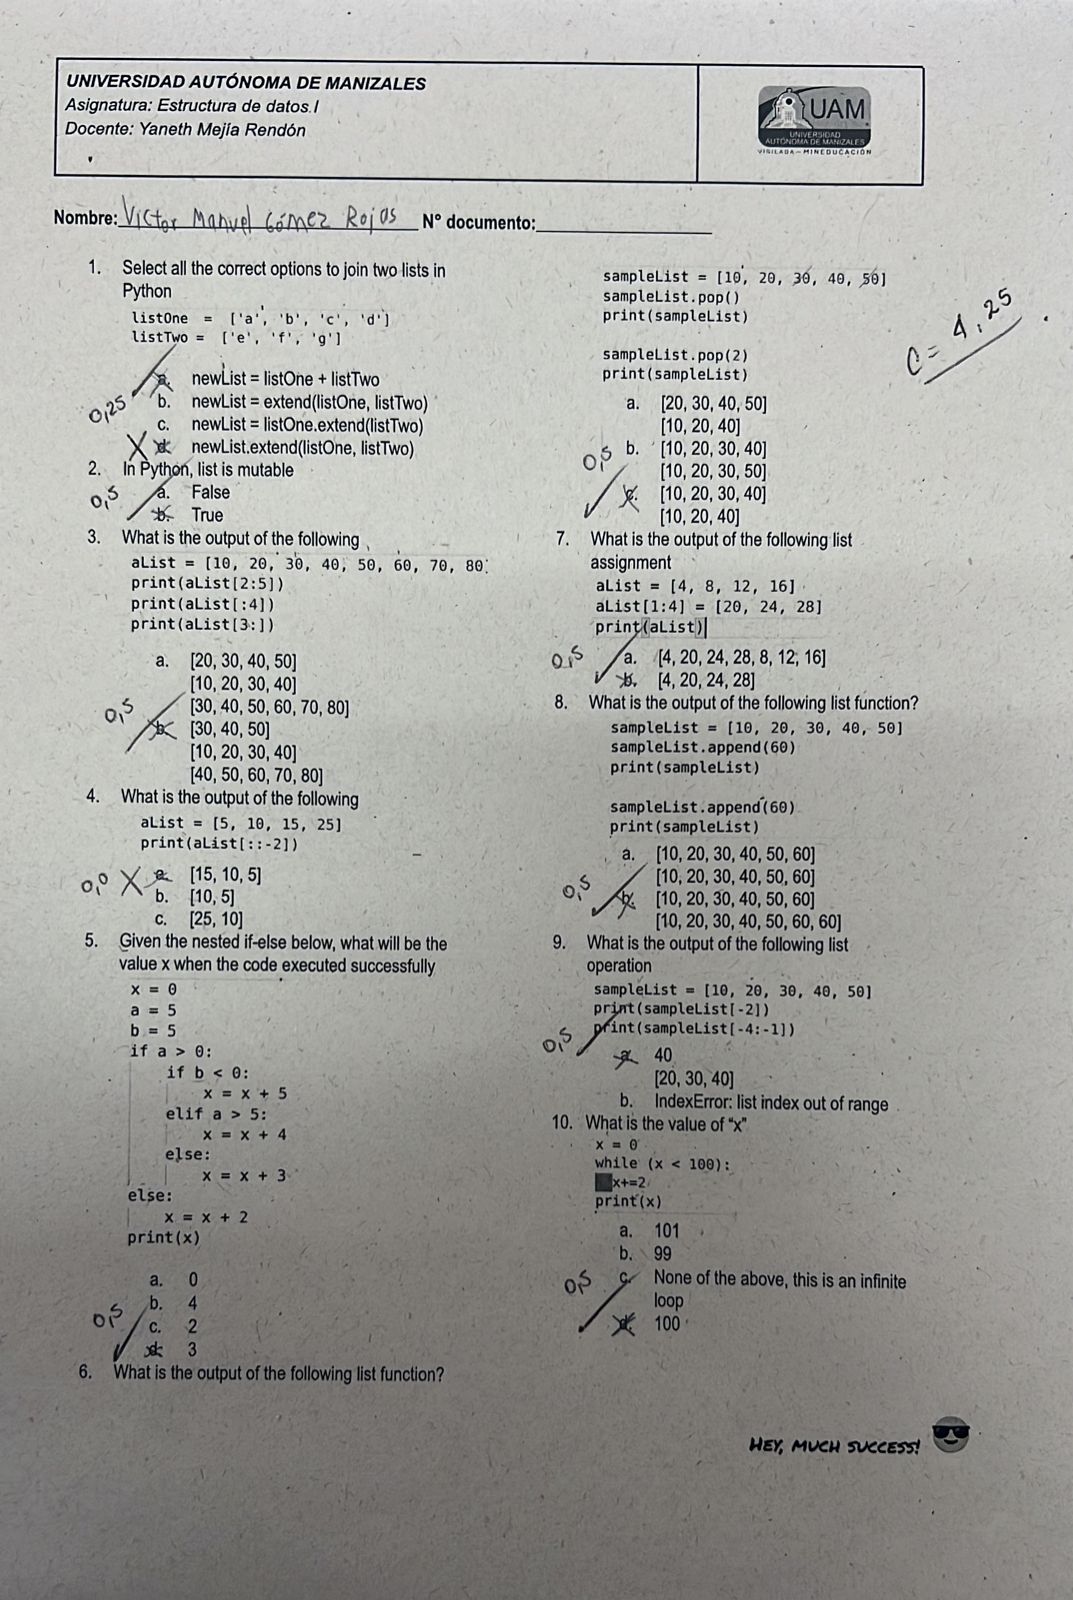 UNIVERSIDAD AUTÓNOMA DE MANIZALES
Asignatura: Estructura de datos I
Docente: Yaneth Mejía Rendón
UAM
UNIVERSIDAD
AUTÓNOMA DE MANIZALES
VIGILADA - MINEDUCACIÓN
Nombre: Victor Manuel Gómez Rojas N° documento:
1. Select all the correct options to join two lists in
Python
listOne = ['a', 'b', 'c', 'd']
listTwo = ['e', 'f', 'g']
a. newList = listOne + listTwo
0,25
b. newList = extend(listOne, listTwo)
c. newList = listOne.extend(listTwo)
X d. newList.extend(listOne, listTwo)
2. In Python, list is mutable
0,5
a. False
b. True
3. What is the output of the following
aList = [10, 20, 30, 40, 50, 60, 70, 80]
print(aList[2:5])
print(aList[:4])
print(aList[3:])
a. [20, 30, 40, 50]
[10, 20, 30, 40]
[30, 40, 50, 60, 70, 80]
0,5
b. [30, 40, 50]
[10, 20, 30, 40]
[40, 50, 60, 70, 80]
4. What is the output of the following
aList = [5, 10, 15, 25]
print(aList[::-2])
0,0 X a. [15, 10, 5]
b. [10, 5]
c. [25, 10]
5. Given the nested if-else below, what will be the
value x when the code executed successfully
x = 0
a = 5
b = 5
if a > 0:
if b < 0:
x = x + 5
elif a > 5:
x = x + 4
else:
x = x + 3
else:
x = x + 2
print(x)
a. 0
b. 4
0,5
c. 2
d. 3
6. What is the output of the following list function?
sampleList = [10, 20, 30, 40, 50]
sampleList.pop()
print(sampleList)
C = 4,25
sampleList.pop(2)
print(sampleList)
a. [20, 30, 40, 50]
[10, 20, 40]
0,5 b. [10, 20, 30, 40]
[10, 20, 30, 50]
c. [10, 20, 30, 40]
[10, 20, 40]
7. What is the output of the following list
assignment
aList = [4, 8, 12, 16]
aList[1:4] = [20, 24, 28]
print(aList)
0,5 a. [4, 20, 24, 28, 8, 12, 16]
b. [4, 20, 24, 28]
8. What is the output of the following list function?
sampleList = [10, 20, 30, 40, 50]
sampleList.append(60)
print(sampleList)
sampleList.append(60)
print(sampleList)
a. [10, 20, 30, 40, 50, 60]
[10, 20, 30, 40, 50, 60]
0,5 b. [10, 20, 30, 40, 50, 60]
[10, 20, 30, 40, 50, 60, 60]
9. What is the output of the following list
operation
sampleList = [10, 20, 30, 40, 50]
print(sampleList[-2])
print(sampleList[-4:-1])
0,5
a. 40
[20, 30, 40]
b. IndexError: list index out of range
10. What is the value of “x”
x = 0
while (x < 100):
x+=2
print(x)
a. 101
b. 99
0,5 c. None of the above, this is an infinite
loop
d. 100
HEY, MUCH SUCCESS!